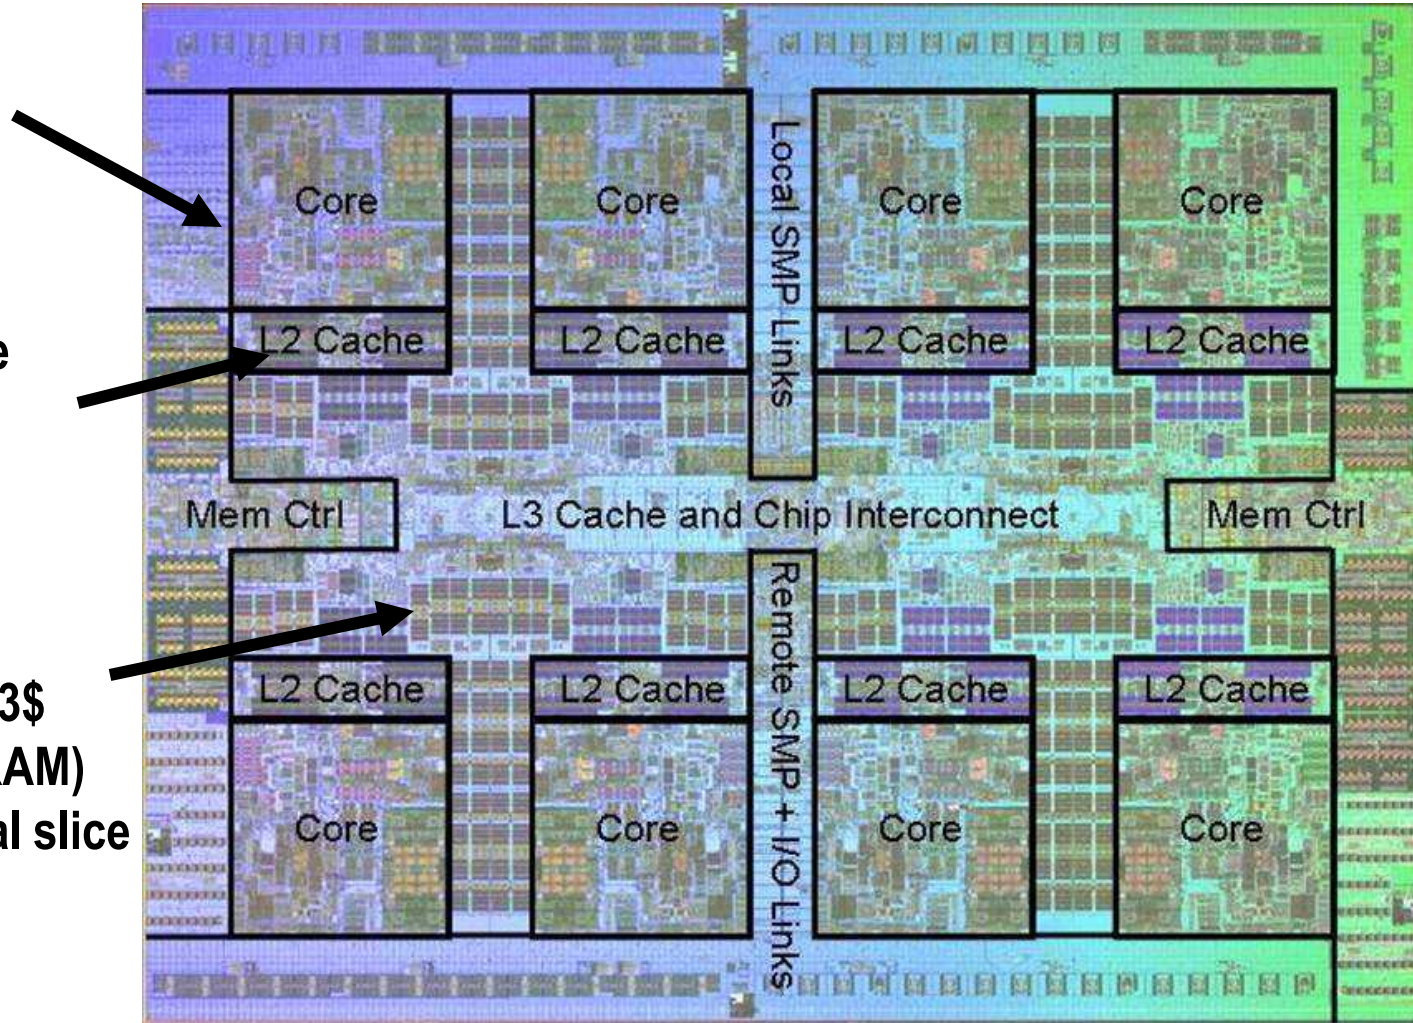 Core
Core
Core
Core
Local SMP Links
e
L2 Cache
L2 Cache
L2 Cache
L2 Cache
Mem Ctrl
L3 Cache and Chip Interconnect
Mem Ctrl
Remote SMP + I/O Links
L2 Cache
L2 Cache
L2 Cache
L2 Cache
3$
AM)
al slice
Core
Core
Core
Core